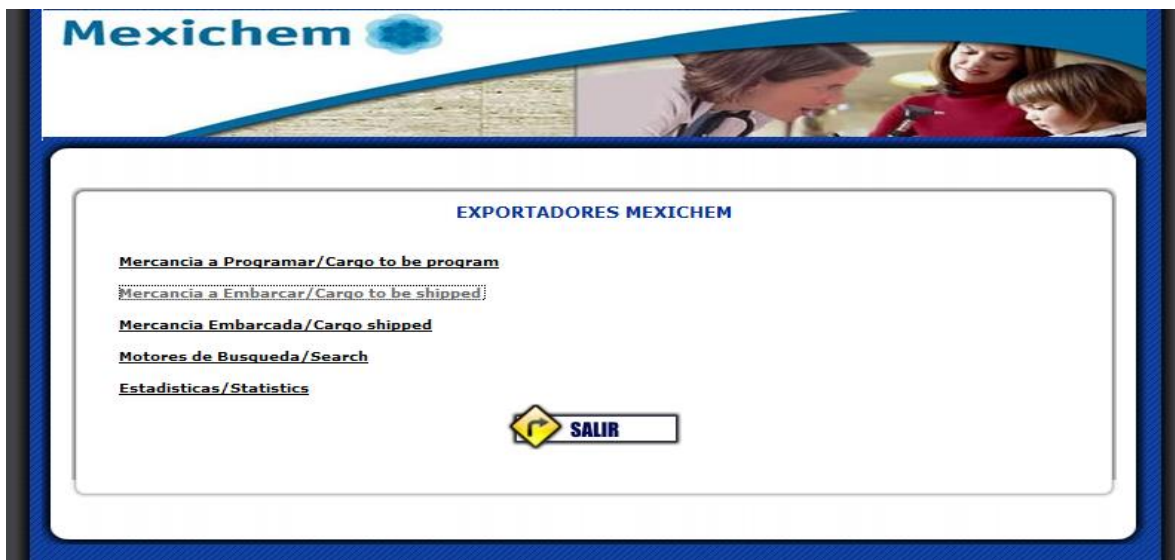 Mexichem
EXPORTADORES MEXICHEM
Mercancia a Programar/Cargo to be program
Mercancia a Embarcar/Cargo to be shipped
Mercancia Embarcada/Cargo shipped
Motores de Busqueda/Search
Estadisticas/Statistics
SALIR